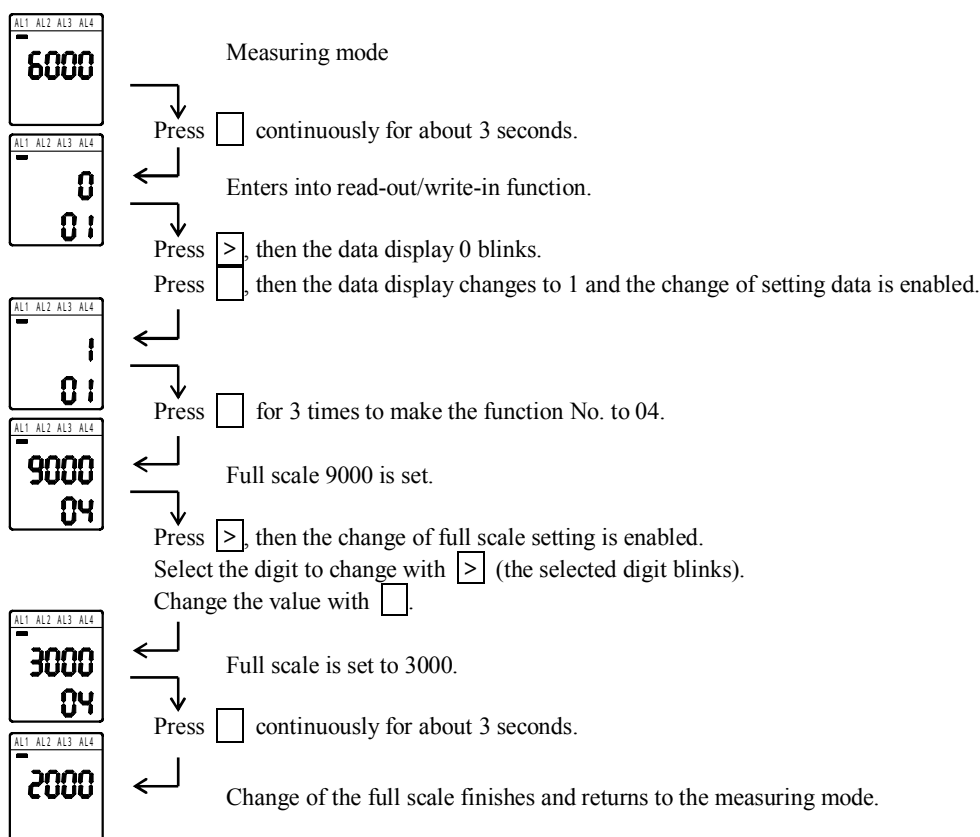 AL1 AL2 AL3 AL4
6000
Measuring mode
Press □ continuously for about 3 seconds.
AL1 AL2 AL3 AL4
0
Enters into read-out/write-in function.
01
Press >, then the data display 0 blinks.
Press □, then the data display changes to 1 and the change of setting data is enabled.
AL1 AL2 AL3 AL4
1
01
Press □ for 3 times to make the function No. to 04.
AL1 AL2 AL3 AL4
9000
Full scale 9000 is set.
04
Press >, then the change of full scale setting is enabled.
Select the digit to change with > (the selected digit blinks).
Change the value with □.
AL1 AL2 AL3 AL4
3000
Full scale is set to 3000.
04
Press □ continuously for about 3 seconds.
AL1 AL2 AL3 AL4
2000
Change of the full scale finishes and returns to the measuring mode.